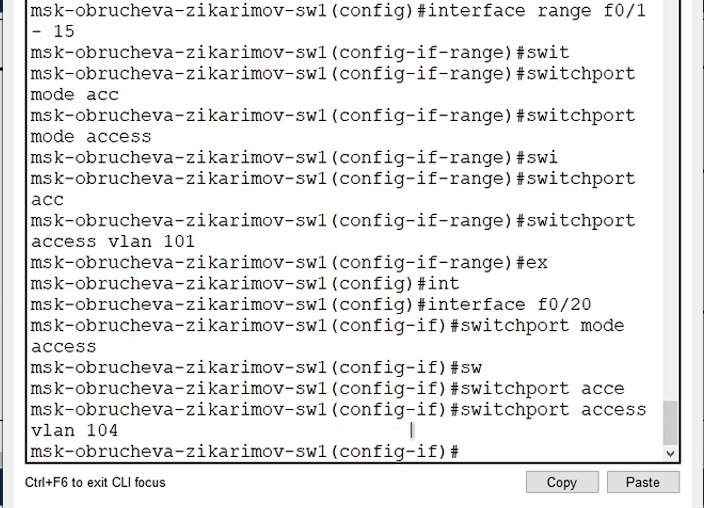 msk-obrucheva-zikarimov-sw1(config)#interface range f0/1
- 15
msk-obrucheva-zikarimov-sw1(config-if-range)#swit
msk-obrucheva-zikarimov-sw1(config-if-range)#switchport
mode acc
msk-obrucheva-zikarimov-sw1(config-if-range)#switchport
mode access
msk-obrucheva-zikarimov-sw1(config-if-range)#swi
msk-obrucheva-zikarimov-sw1(config-if-range)#switchport
acc
msk-obrucheva-zikarimov-sw1(config-if-range)#switchport
access vlan 101
msk-obrucheva-zikarimov-sw1(config-if-range)#ex
msk-obrucheva-zikarimov-sw1(config)#int
msk-obrucheva-zikarimov-sw1(config)#interface f0/20
msk-obrucheva-zikarimov-sw1(config-if)#switchport mode
access
msk-obrucheva-zikarimov-sw1(config-if)#sw
msk-obrucheva-zikarimov-sw1(config-if)#switchport acce
msk-obrucheva-zikarimov-sw1(config-if)#switchport access
vlan 104
msk-obrucheva-zikarimov-sw1(config-if)#
Ctrl+F6 to exit CLI focus
Copy
Paste